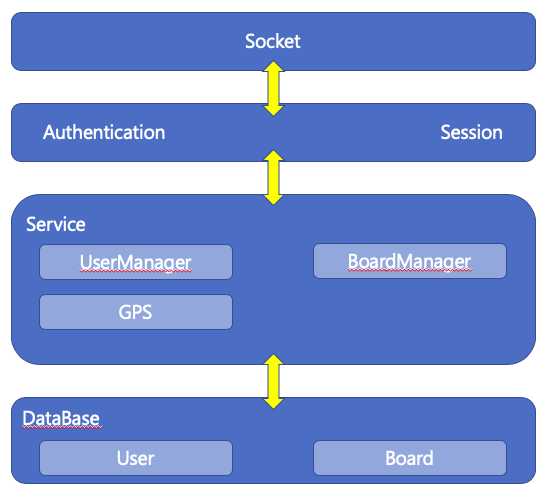 Socket
Authentication Session
Service
UserManager BoardManager
GPS
DataBase
User Board